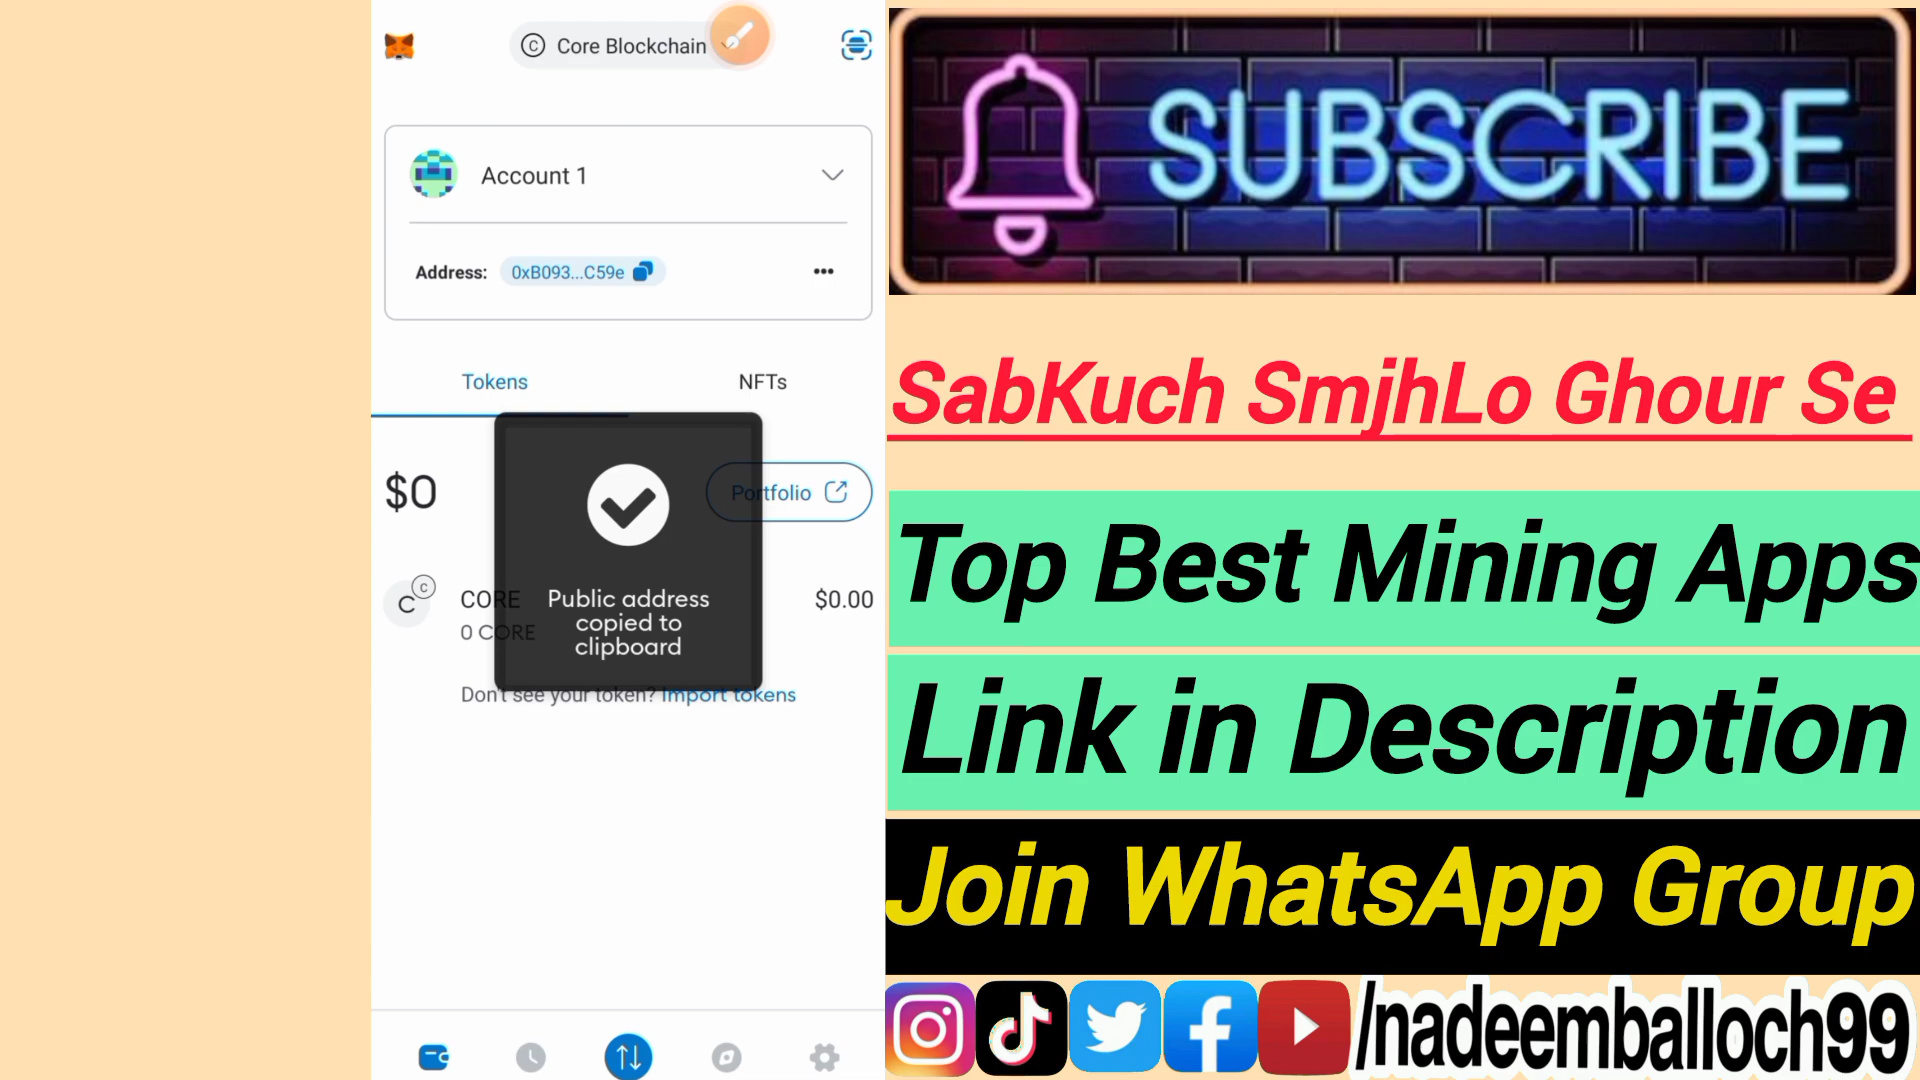 Core Blockchain
Account 1
Address: 0xB093...C59e
Tokens
NFTs
$0
Portfolio
C
C
CORE
$0.00
0 CORE
Public address
copied to
clipboard
Don't see your token? Import tokens
SUBSCRIBE
SabKuch SmjhLo Ghour Se
Top Best Mining Apps
Link in Description
Join WhatsApp Group
/nadeemballoch99